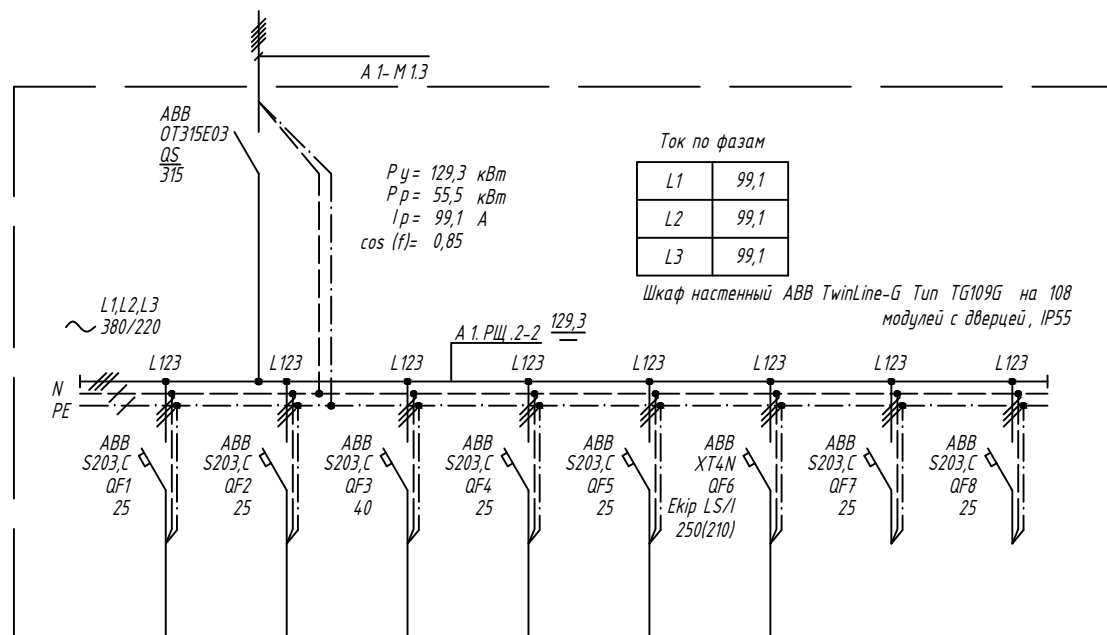 А 1- М 1.3
ABB
OT315E03
QS
315
Р у = 129,3 кВт
Р р = 55,5 кВт
I р = 99,1 А
cos (f)= 0,85
Ток по фазам
L1 99,1
L2 99,1
L3 99,1
Шкаф настенный ABB TwinLine-G Тип TG109G на 108
модулей с дверцей, IP55
L1,L2,L3
380/220
А 1. РЩ .2-2 129,3
L123 L123 L123 L123 L123 L123 L123 L123
N
PE
ABB
S203,C
QF1
25
ABB
S203,C
QF2
25
ABB
S203,C
QF3
40
ABB
S203,C
QF4
25
ABB
S203,C
QF5
25
ABB
XT4N
QF6
Ekip LS/I
250(210)
ABB
S203,C
QF7
25
ABB
S203,C
QF8
25